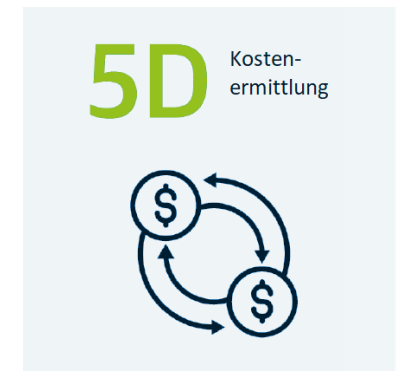 5D
Kosten-
ermittlung
$
$